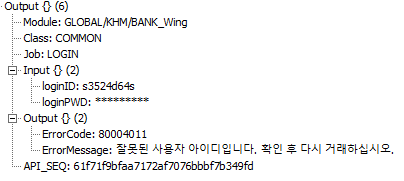 Output {} (6)
Module: GLOBAL/KHM/BANK_Wing
Class: COMMON
Job: LOGIN
Input {} (2)
loginID: s3524d64s
loginPWD: *********
Output {} (2)
ErrorCode: 80004011
ErrorMessage: 잘못된 사용자 아이디입니다. 확인 후 다시 거래하십시오.
API_SEQ: 61f71f9bfaa7172af7076bbbf7b349fd